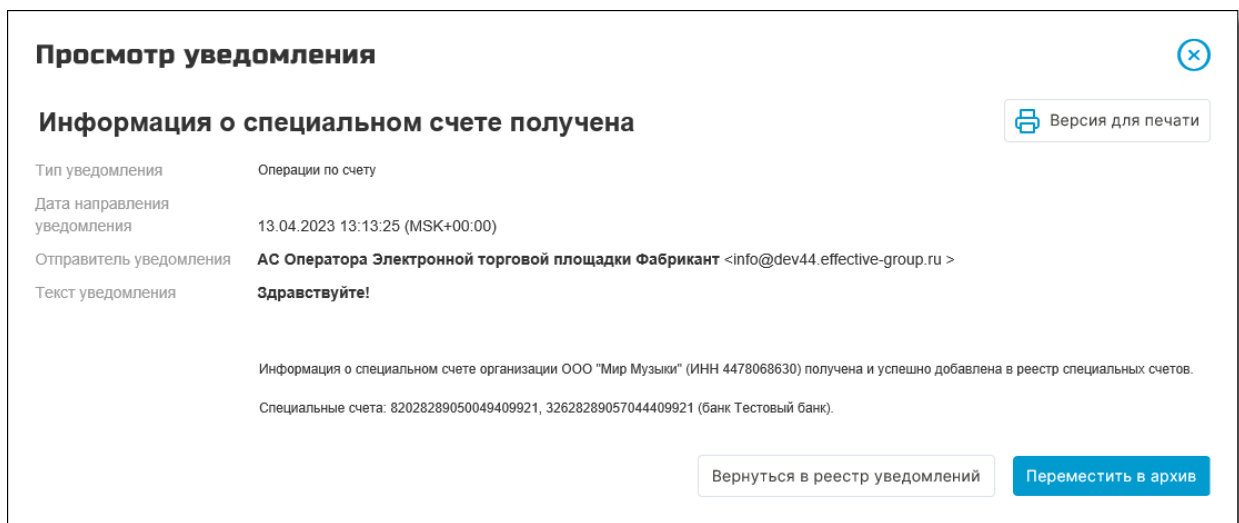 Просмотр уведомления
Информация о специальном счете получена
Версия для печати
Тип уведомления Операции по счету
Дата направления
уведомления 13.04.2023 13:13:25 (MSK+00:00)
Отправитель уведомления АС Оператора Электронной торговой площадки Фабрикант <info@dev44.effective-group.ru >
Текст уведомления Здравствуйте!
Информация о специальном счете организации ООО "Мир Музыки" (ИНН 4478068630) получена и успешно добавлена в реестр специальных счетов.
Специальные счета: 82028289050049409921, 32628289057044409921 (банк Тестовый банк).
Вернуться в реестр уведомлений
Переместить в архив